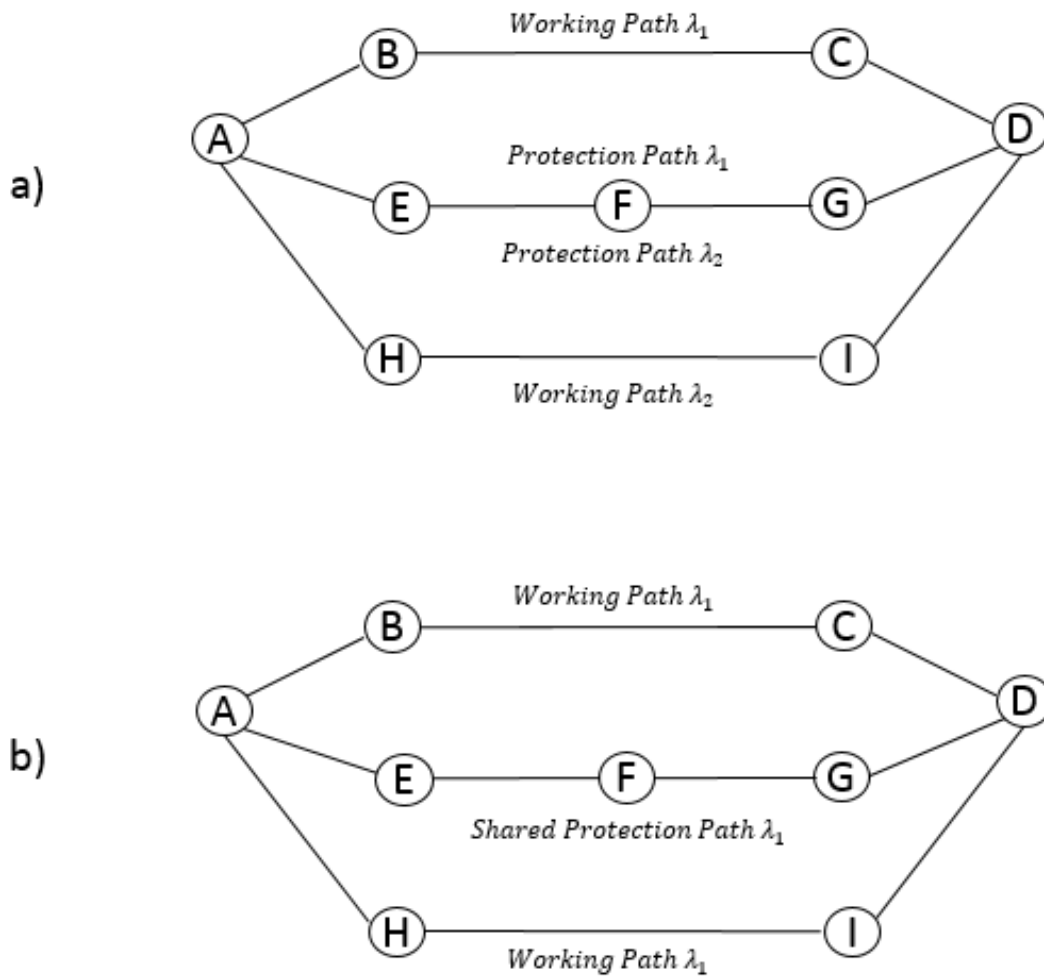 Working Path λ₁
B
C
A
D
a)
Protection Path λ₁
E
F
G
Protection Path λ₂
H
I
Working Path λ₂
Working Path λ₁
B
C
A
D
b)
E
F
G
Shared Protection Path λ₁
H
I
Working Path λ₁